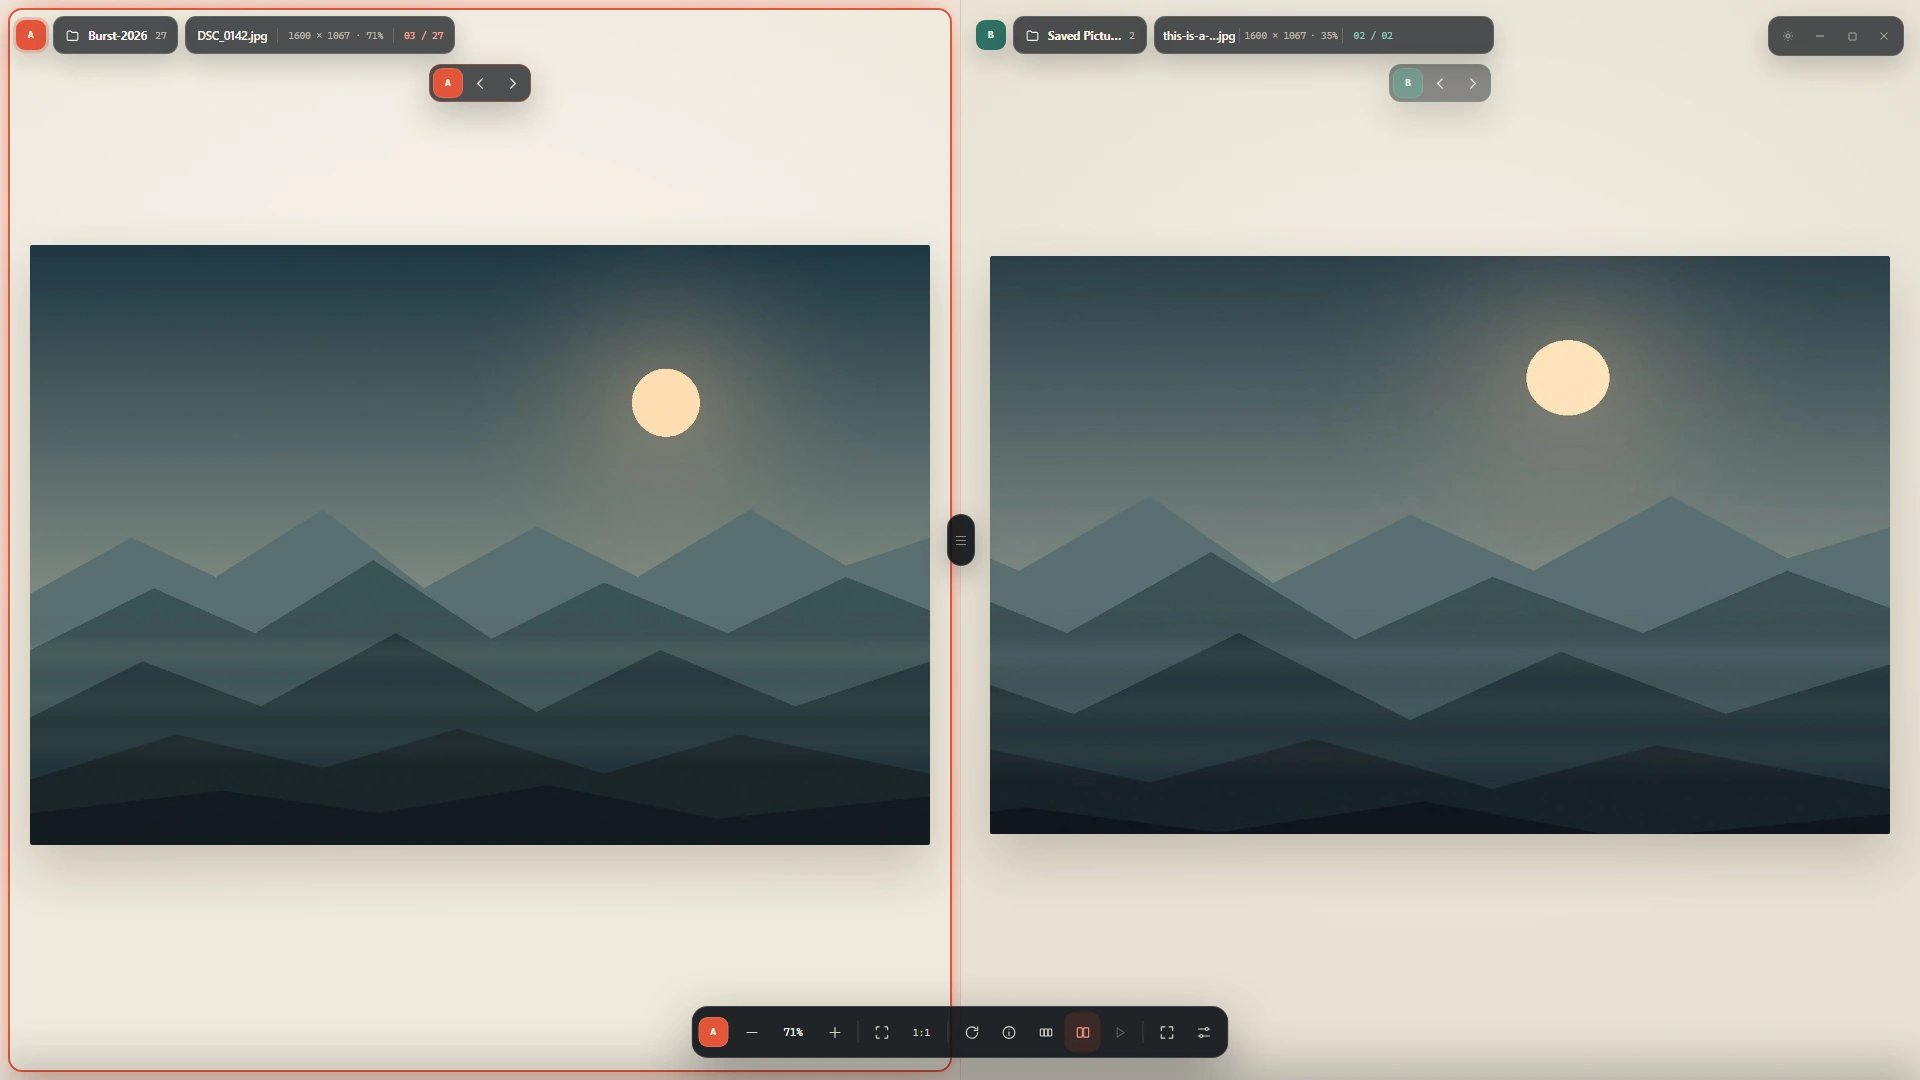 A Burst-2026 27 DSC_0142.jpg 1600 × 1067 · 71% 03 / 27
B Saved Pictu... 2 this-is-a-...jpg 1600 × 1067 · 35% 02 / 02
A
B
A 71% 1:1